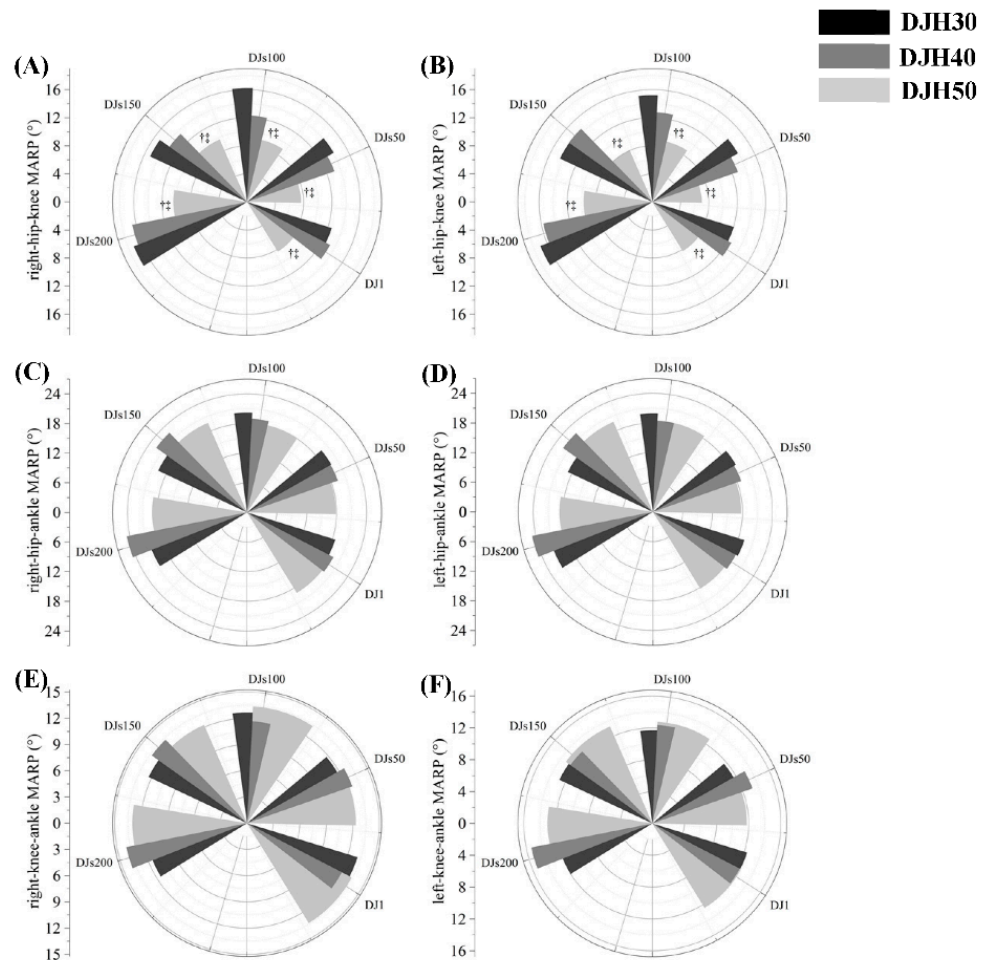 DJH30
DJH40
DJH50
(A)
right-hip-knee MARP (°)
16
12
8
4
0
4
8
12
16
DJs100
DJs150
DJs50
DJs200
DJ1
†‡
†‡
†‡
†‡
†‡
(B)
left-hip-knee MARP (°)
16
12
8
4
0
4
8
12
16
DJs100
DJs150
DJs50
DJs200
DJ1
†‡
†‡
†‡
†‡
†‡
(C)
right-hip-ankle MARP (°)
24
18
12
6
0
6
12
18
24
DJs100
DJs150
DJs50
DJs200
DJ1
(D)
left-hip-ankle MARP (°)
24
18
12
6
0
6
12
18
24
DJs100
DJs150
DJs50
DJs200
DJ1
(E)
right-knee-ankle MARP (°)
15
12
9
6
3
0
3
6
9
12
15
DJs100
DJs150
DJs50
DJs200
DJ1
(F)
left-knee-ankle MARP (°)
16
12
8
4
0
4
8
12
16
DJs100
DJs150
DJs50
DJs200
DJ1